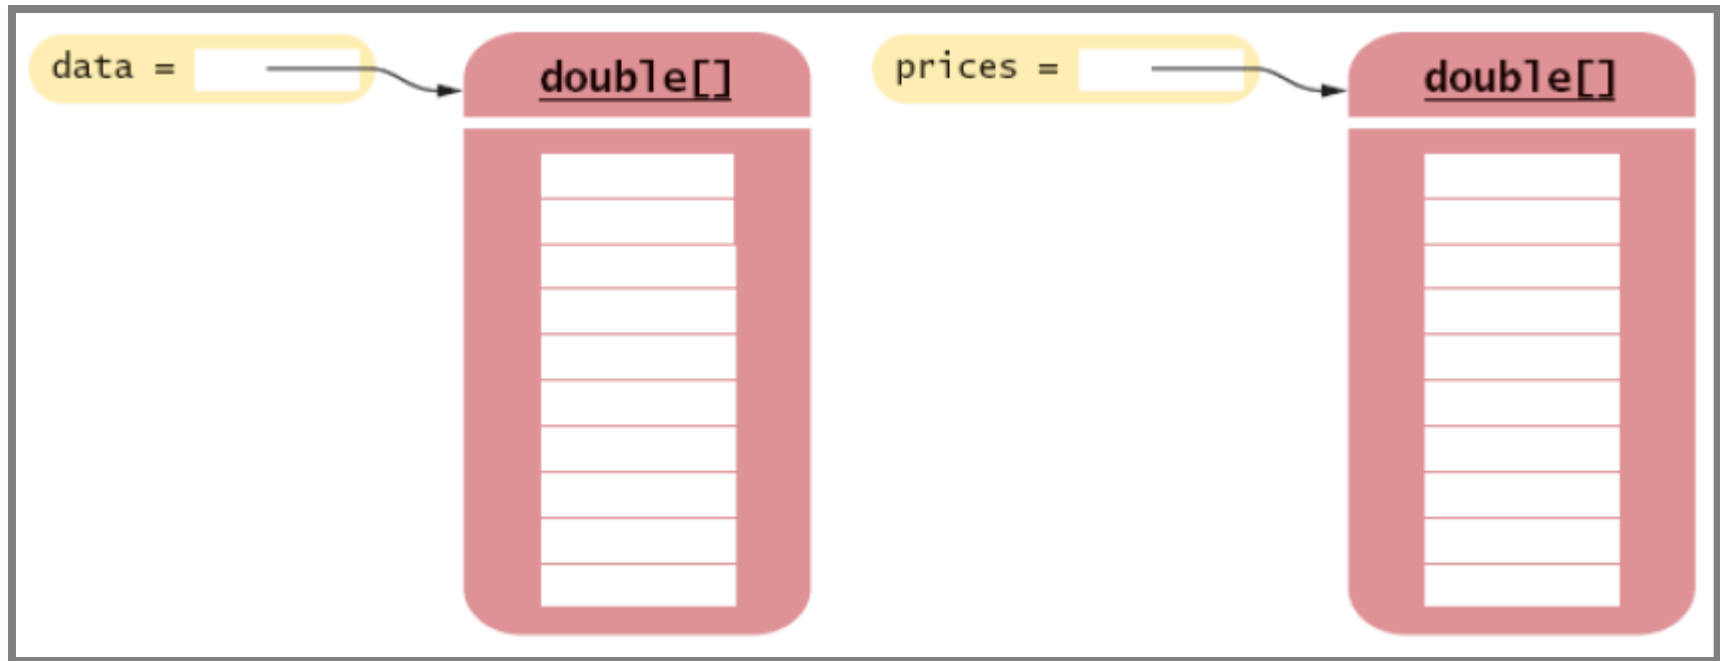 data =
double[]
prices =
double[]